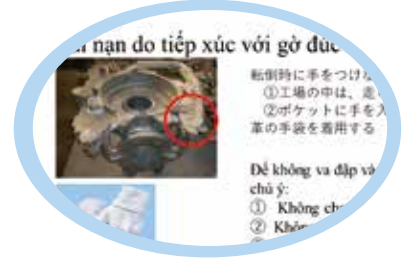 nạn do tiếp xúc với gờ đúc
転倒時に手をつけな
①工場の中は、走
②ポケットに手を入
革の手袋を着用する
Để không va đập và
chú ý:
① Không ch
② Khôn